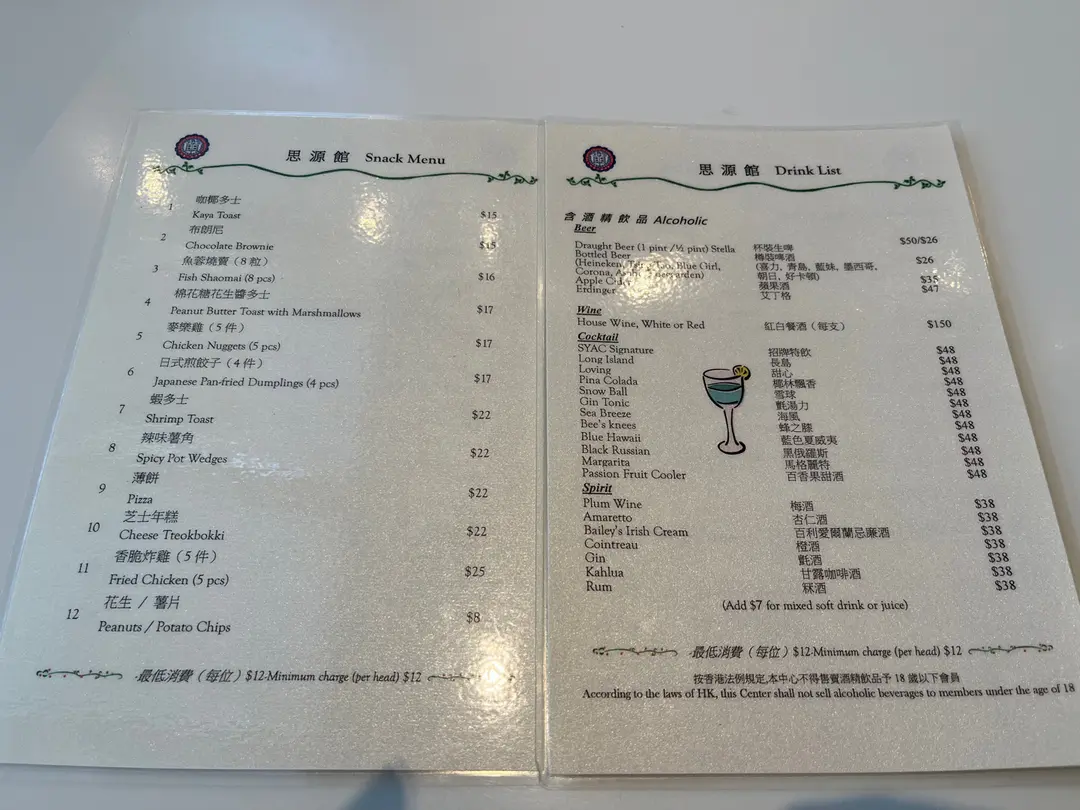 思源館 Snack Menu
咖椰多士
1 Kaya Toast $15
布朗尼
2 Chocolate Brownie $15
魚蓉燒賣（8 粒）
3 Fish Shaomai (8 pcs) $16
棉花糖花生醬多士
4 Peanut Butter Toast with Marshmallows $17
麥樂雞（5 件）
5 Chicken Nuggets (5 pcs) $17
日式煎餃子（4 件）
6 Japanese Pan-fried Dumplings (4 pcs) $17
蝦多士
7 Shrimp Toast $22
辣味薯角
8 Spicy Pot Wedges $22
薄餅
9 Pizza $22
芝士年糕
10 Cheese Treokbokki $22
香脆炸雞（5 件）
11 Fried Chicken (5 pcs) $25
花生 / 薯片
12 Peanuts / Potato Chips $8
最低消費（每位）$12-Minimum charge (per head) $12
思源館 Drink List
含酒精飲品 Alcoholic
Beer
Draught Beer (1 pint /½ pint) Stella 杯裝生啤 $50/$26
Bottled Beer 樽裝啤酒 $26
(Heineken, Blue Girl, (喜力, 青島, 藍妹, 墨西哥,
Corona, 朝日, 好卡頓)
Apple 蘋果酒 $35
Erdinger 艾丁格 $47
Wine
House Wine, White or Red 紅白餐酒（每支） $150
Cocktail
SYAC Signature 招牌特飲 $48
Long Island 長島 $48
Loving 甜心 $48
Pina Colada 椰林飄香 $48
Snow Ball 雪球 $48
Gin Tonic 氈湯力 $48
Sea Breeze 海風 $48
Bee's knees 蜂之膝 $48
Blue Hawaii 藍色夏威夷 $48
Black Russian 黑俄羅斯 $48
Margarita 馬格麗特 $48
Passion Fruit Cooler 百香果甜酒 $48
Spirit
Plum Wine 梅酒 $38
Amaretto 杏仁酒 $38
Bailey's Irish Cream 百利愛爾蘭忌廉酒 $38
Cointreau 橙酒 $38
Gin 氈酒 $38
Kahlua 甘露咖啡酒 $38
Rum 冧酒 $38
(Add $7 for mixed soft drink or juice)
最低消費（每位）$12-Minimum charge (per head) $12
按香港法例規定,本中心不得售賣酒精飲品予 18 歲以下會員
According to the laws of HK, this Center shall not sell alcoholic beverages to members under the age of 18